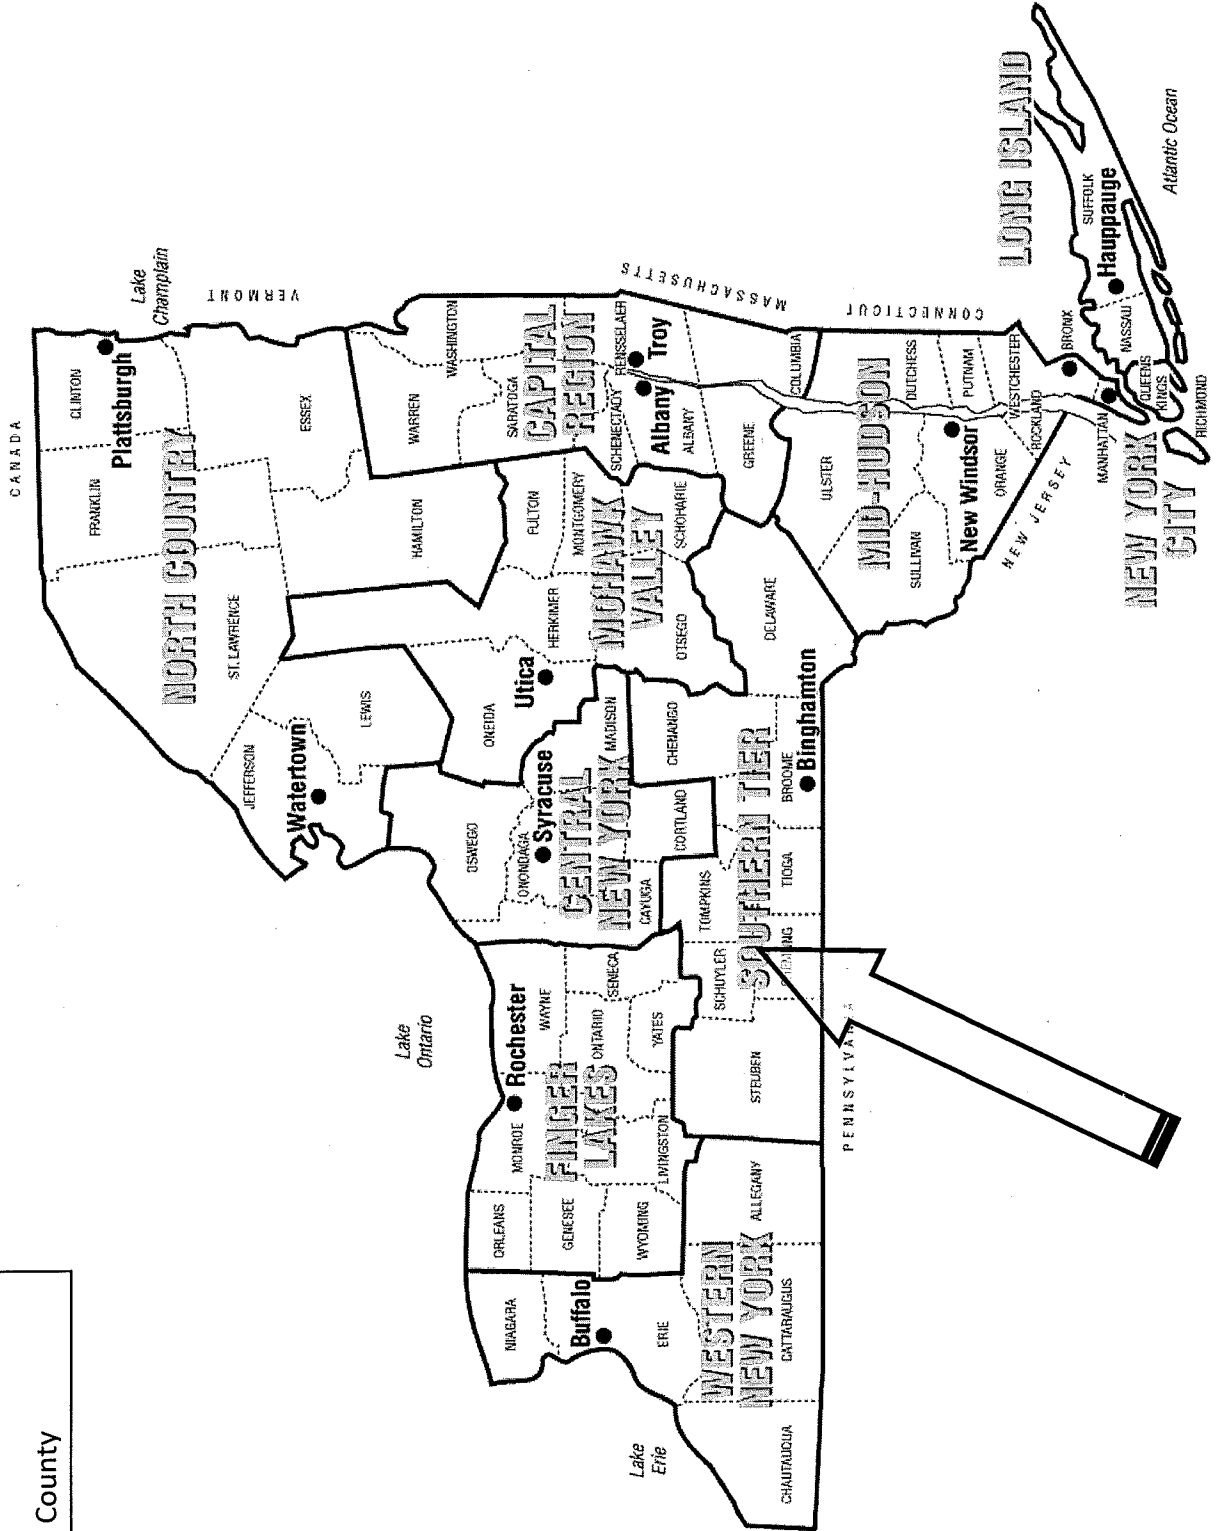 County
CANADA
Lake
Champlain
VERMONT
MASSACHUSETTS
CONNECTICUT
NEW JERSEY
PENNSYLVANIA
Lake
Ontario
Lake
Erie
Atlantic Ocean
NORTH COUNTRY
CLINTON
Plattsburgh
FRANKLIN
ESSEX
ST. LAWRENCE
HAMILTON
JEFFERSON
Watertown
LEWIS
CAPITAL
REGION
WARREN
WASHINGTON
SARATOGA
SCHENECTADY
RENSSELAER
Troy
Albany
ALBANY
GREENE
COLUMBIA
MOHAWK
VALLEY
FULTON
MONTGOMERY
HERKIMER
SCHOHARIE
OTSEGO
ONEIDA
Utica
CENTRAL
NEW YORK
OSWEGO
ONONDAGA
Syracuse
MADISON
CAYUGA
CORTLAND
FINGER
LAKES
Rochester
MONROE
WAYNE
ORLEANS
GENESEE
ONTARIO
SENECA
YATES
LIVINGSTON
WYOMING
WESTERN
NEW YORK
NIAGARA
Buffalo
ERIE
CHAUTAUQUA
CATTARAUGUS
ALLEGANY
SOUTHERN TIER
STEUBEN
SCHUYLER
CHEMUNG
TOMPKINS
TIOGA
BROOME
Binghamton
CHENANGO
DELAWARE
MID-HUDSON
ULSTER
SULLIVAN
DUTCHESS
New Windsor
ORANGE
PUTNAM
ROCKLAND
WESTCHESTER
NEW YORK
CITY
BRONX
MANHATTAN
QUEENS
KINGS
RICHMOND
LONG ISLAND
NASSAU
SUFFOLK
Hauppauge